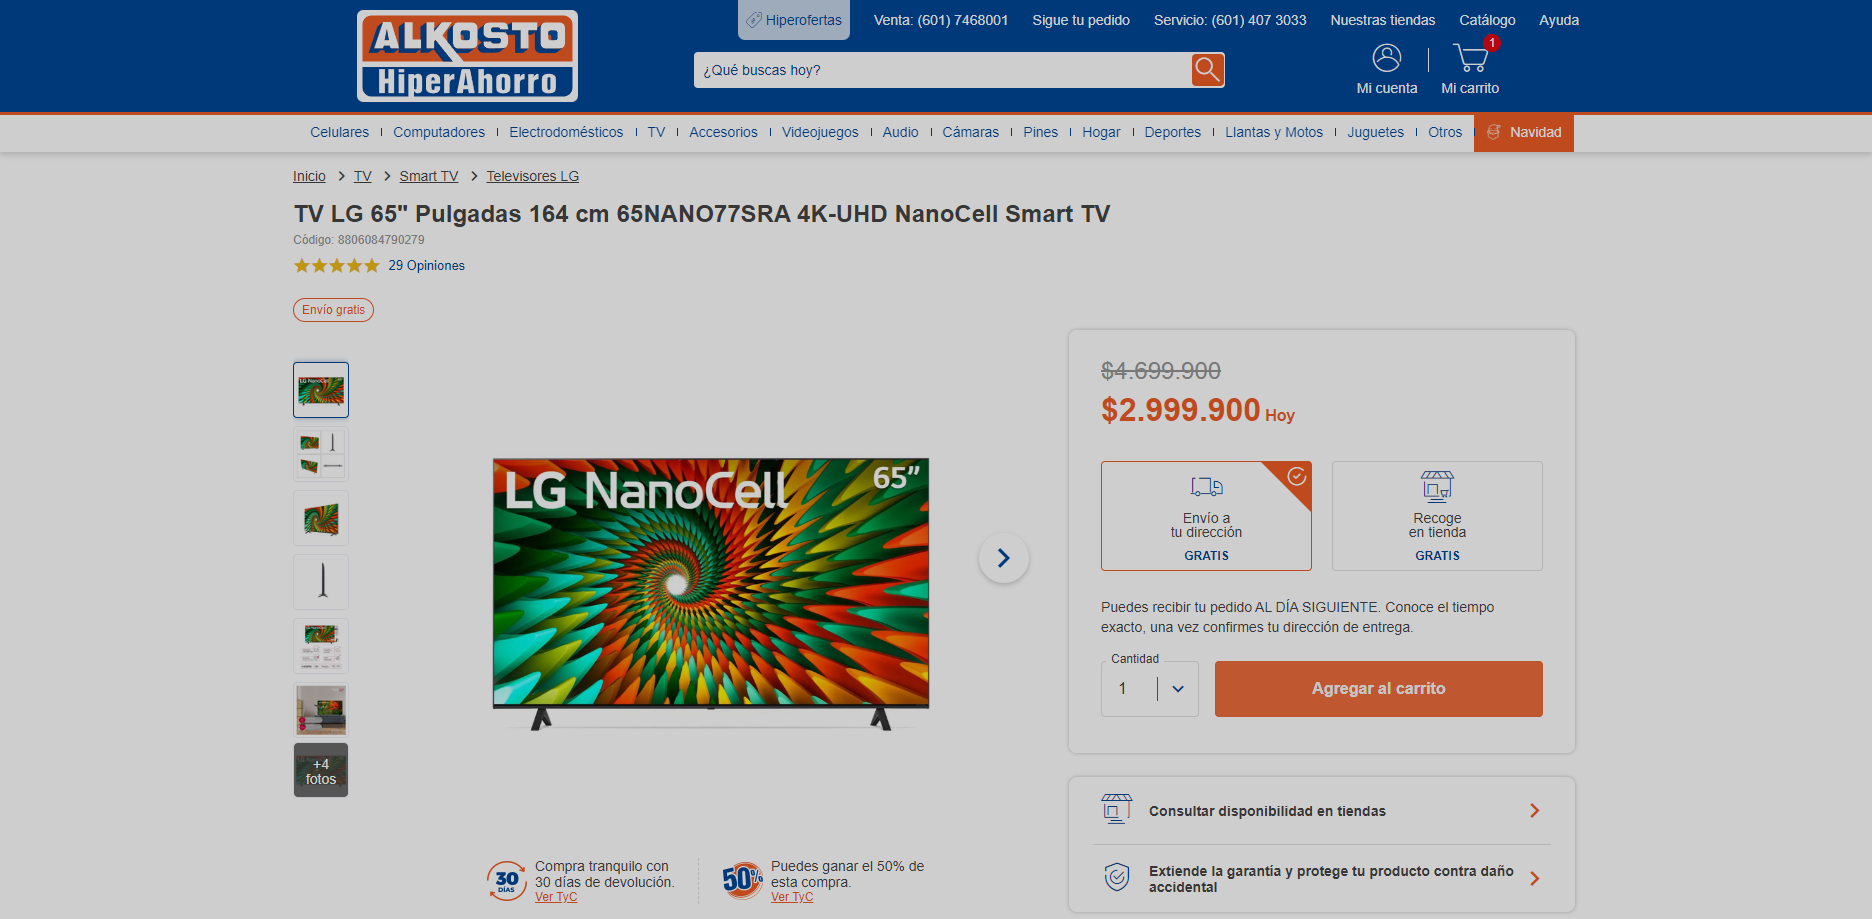 ALKOSTO
HiperAhorro
Hiperofertas
Venta: (601) 7468001
Sigue tu pedido
Servicio: (601) 407 3033
Nuestras tiendas
Catálogo
Ayuda
¿Qué buscas hoy?
1
Mi cuenta
Mi carrito
Celulares
Computadores
Electrodomésticos
TV
Accesorios
Videojuegos
Audio
Cámaras
Pines
Hogar
Deportes
Llantas y Motos
Juguetes
Otros
Navidad
Inicio > TV > Smart TV > Televisores LG
TV LG 65" Pulgadas 164 cm 65NANO77SRA 4K-UHD NanoCell Smart TV
Código: 8806084790279
29 Opiniones
Envío gratis
LG NanoCell
+4
fotos
LG NanoCell
65”
$4.699.900
$2.999.900 Hoy
Envío a
tu dirección
GRATIS
Recoge
en tienda
GRATIS
Puedes recibir tu pedido AL DÍA SIGUIENTE. Conoce el tiempo
exacto, una vez confirmes tu dirección de entrega.
Cantidad
1
Agregar al carrito
Consultar disponibilidad en tiendas
Extiende la garantía y protege tu producto contra daño
accidental
30
DÍAS
Compra tranquilo con
30 días de devolución.
Ver TyC
50%
Puedes ganar el 50% de
esta compra.
Ver TyC